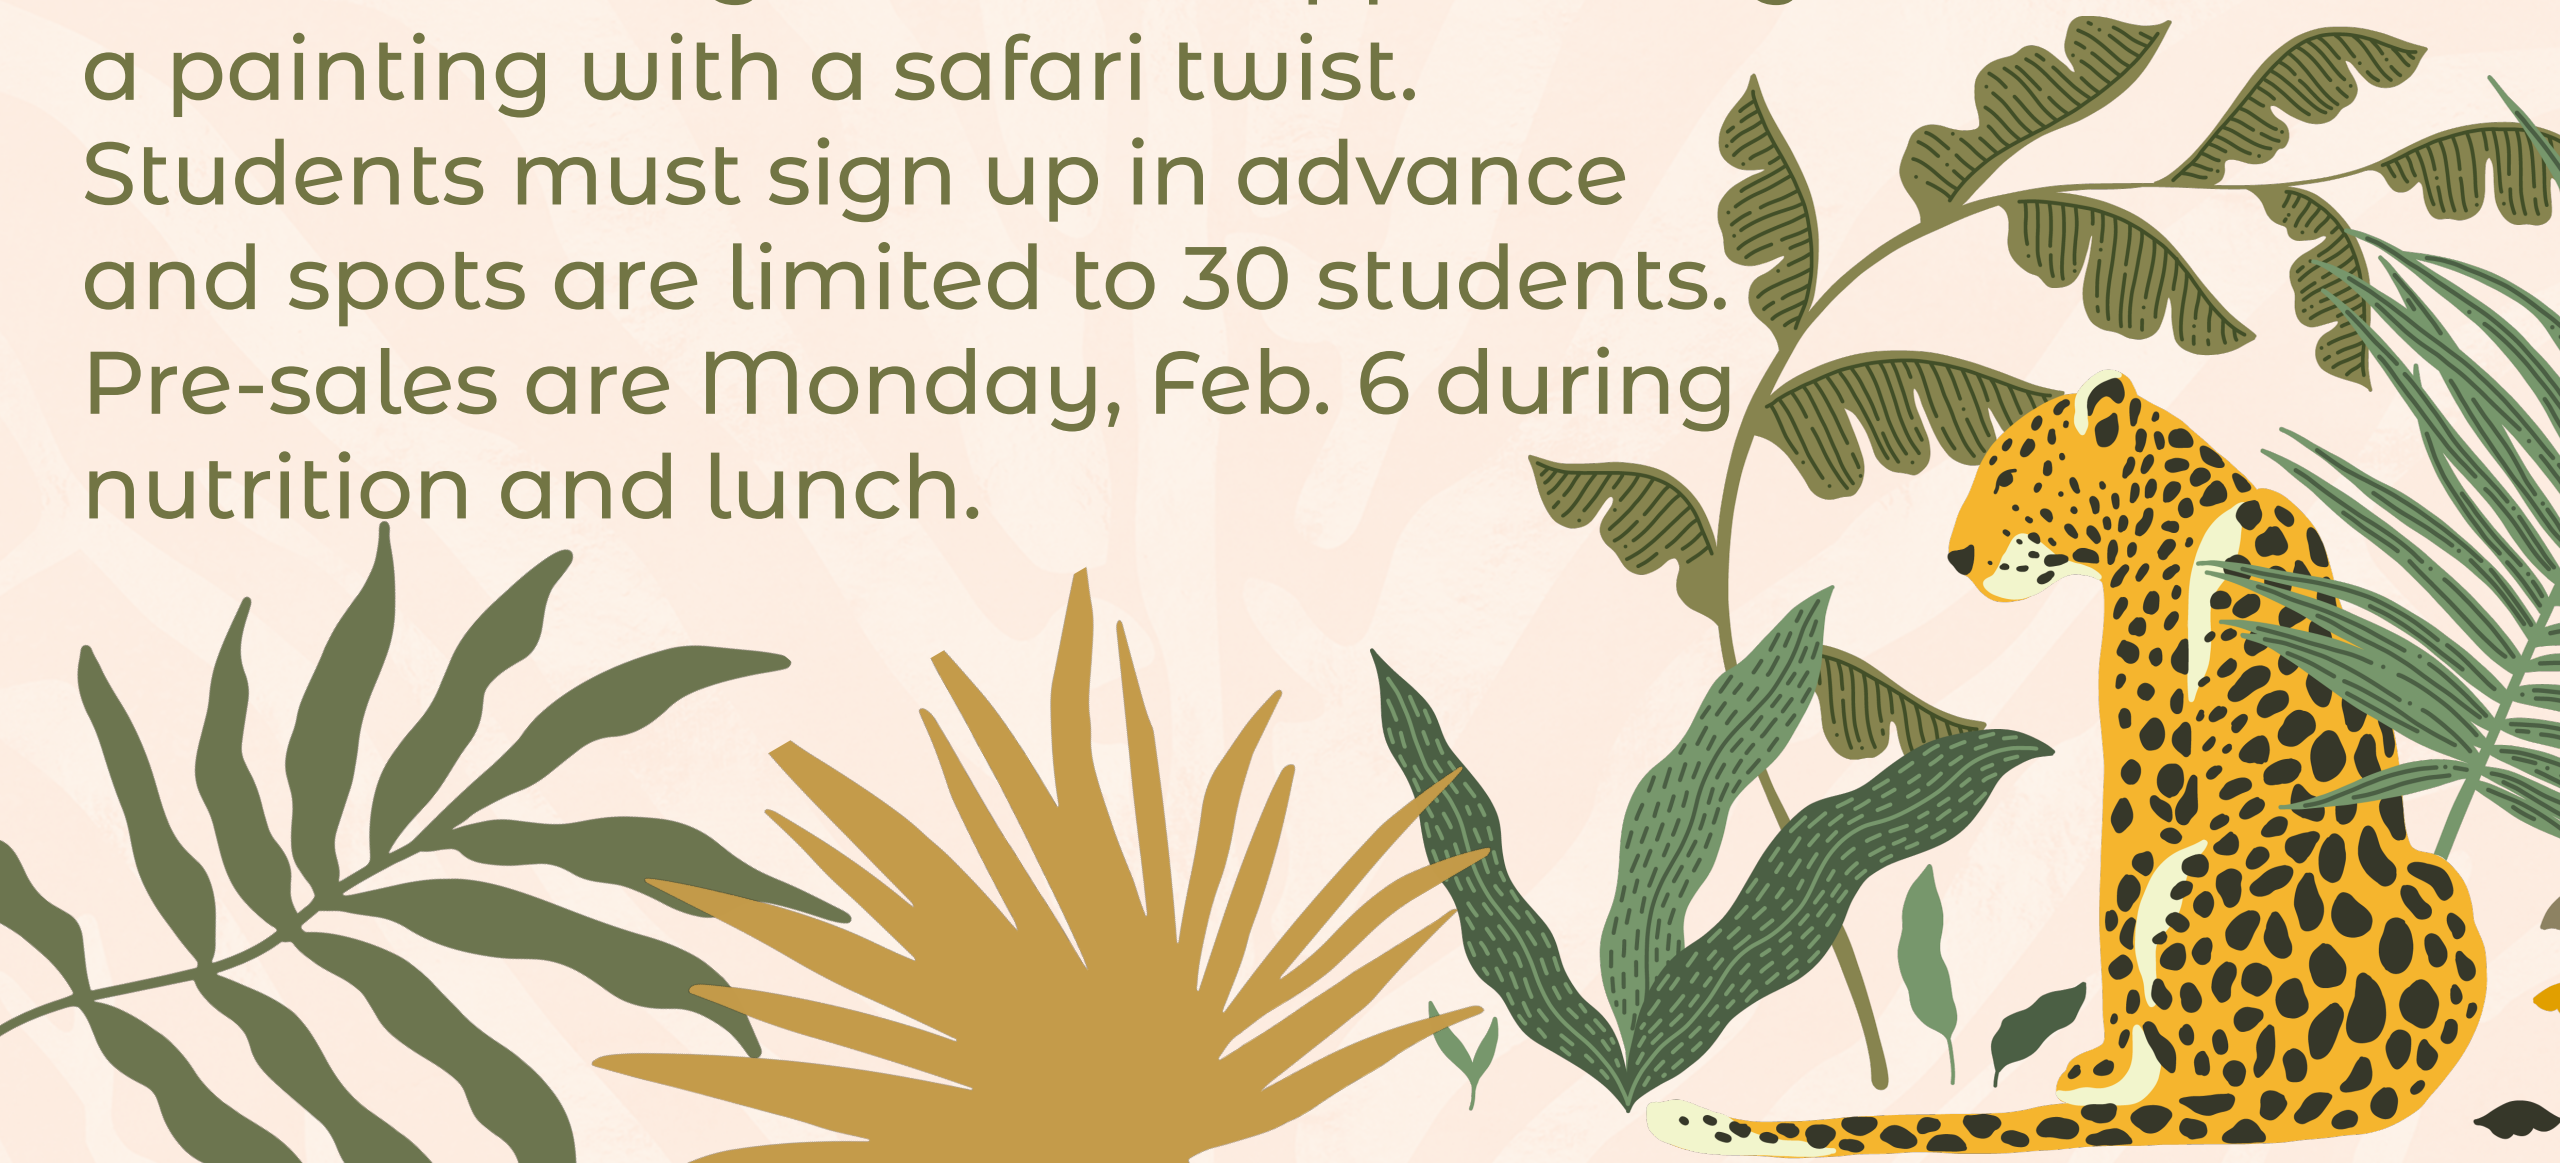 a painting with a safari twist.
Students must sign up in advance
and spots are limited to 30 students.
Pre-sales are Monday, Feb. 6 during
nutrition and lunch.